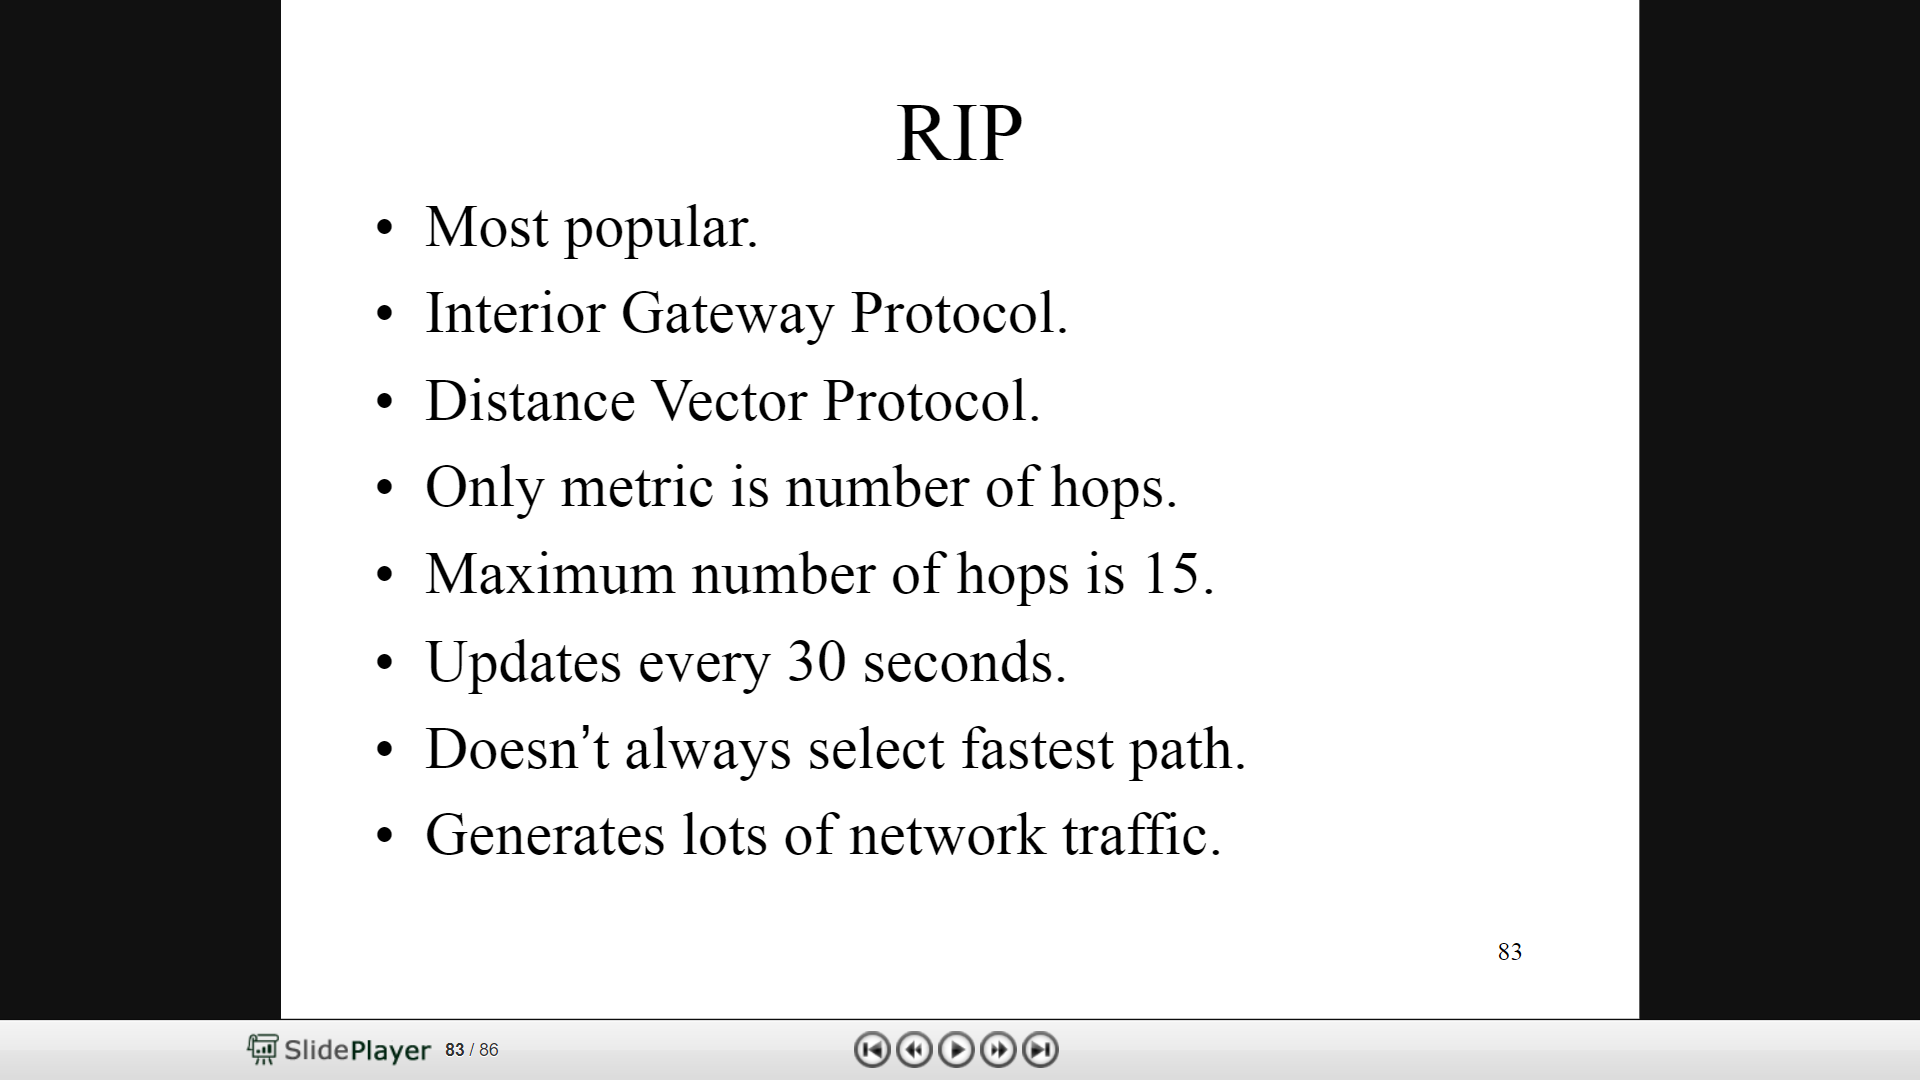 RIP
• Most popular.
• Interior Gateway Protocol.
• Distance Vector Protocol.
• Only metric is number of hops.
• Maximum number of hops is 15.
• Updates every 30 seconds.
• Doesn’t always select fastest path.
• Generates lots of network traffic.
83
SlidePlayer 83 / 86